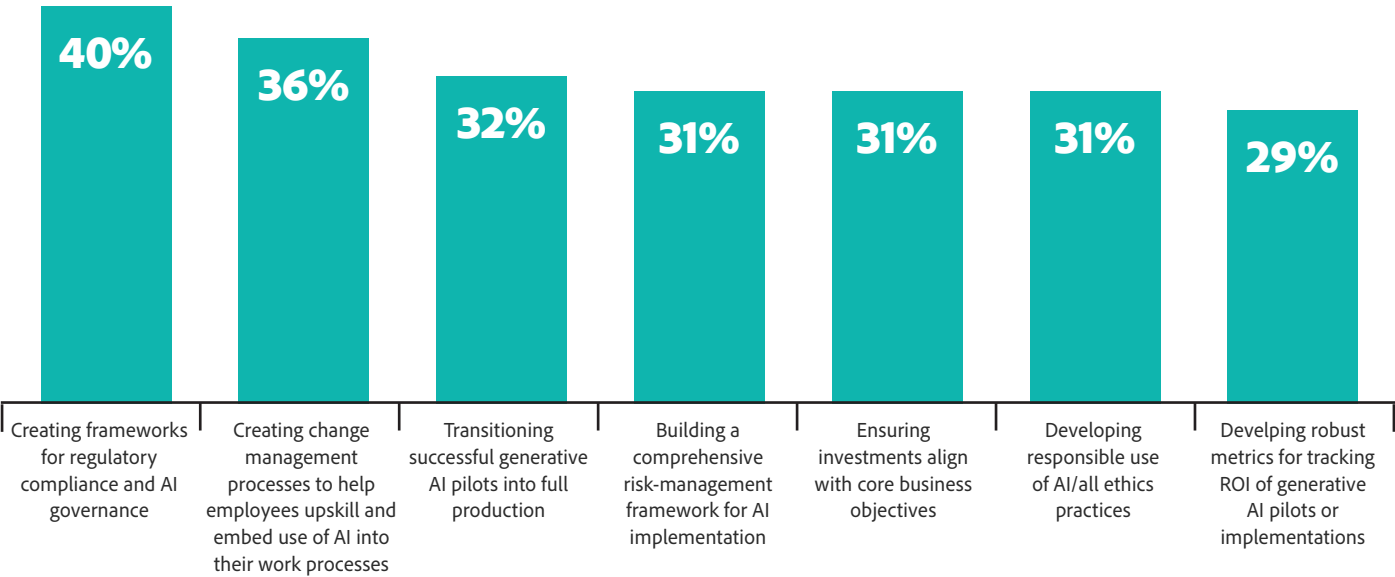 40%
36%
32%
31%
31%
31%
29%
Creating frameworks
for regulatory
compliance and AI
governance
Creating change
management
processes to help
employees upskill and
embed use of AI into
their work processes
Transitioning
successful generative
AI pilots into full
production
Building a
comprehensive
risk-management
framework for AI
implementation
Ensuring
investments align
with core business
objectives
Developing
responsible use
of AI/all ethics
practices
Develping robust
metrics for tracking
ROI of generative
AI pilots or
implementations